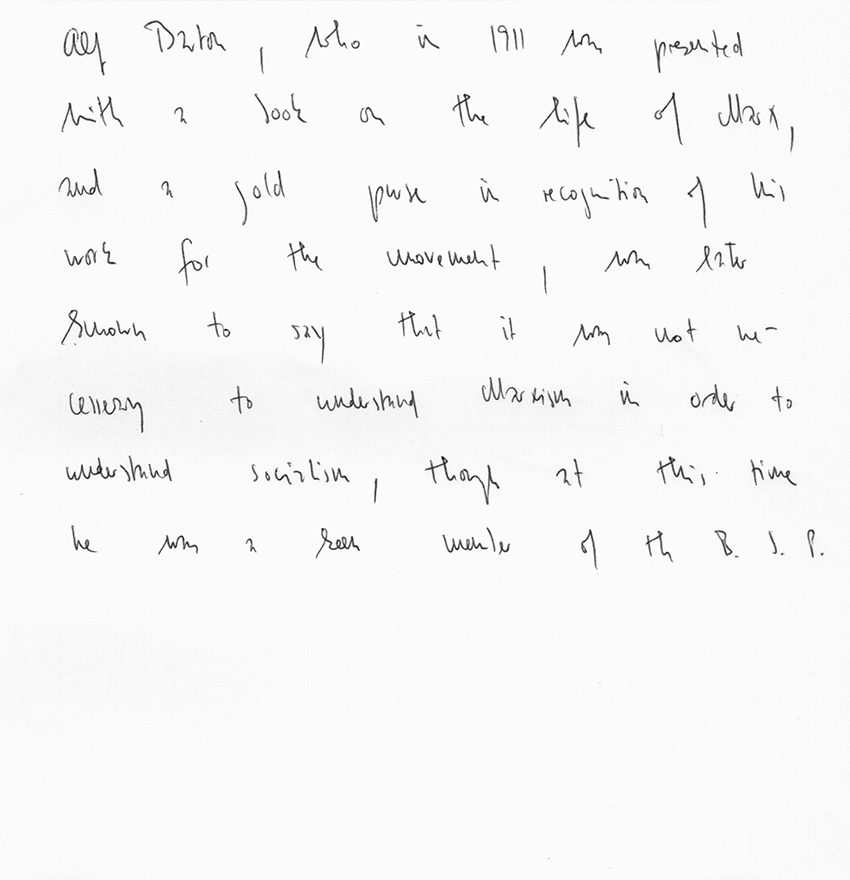 Alf Barton, who in 1911 was presented
with a book on the life of Marx,
and a gold purse in recognition of his
work for the movement, was later
known to say that it was not ne-
cessary to understand Marxism in order to
understand socialism, though at this time
he was a keen member of the B. S. P.